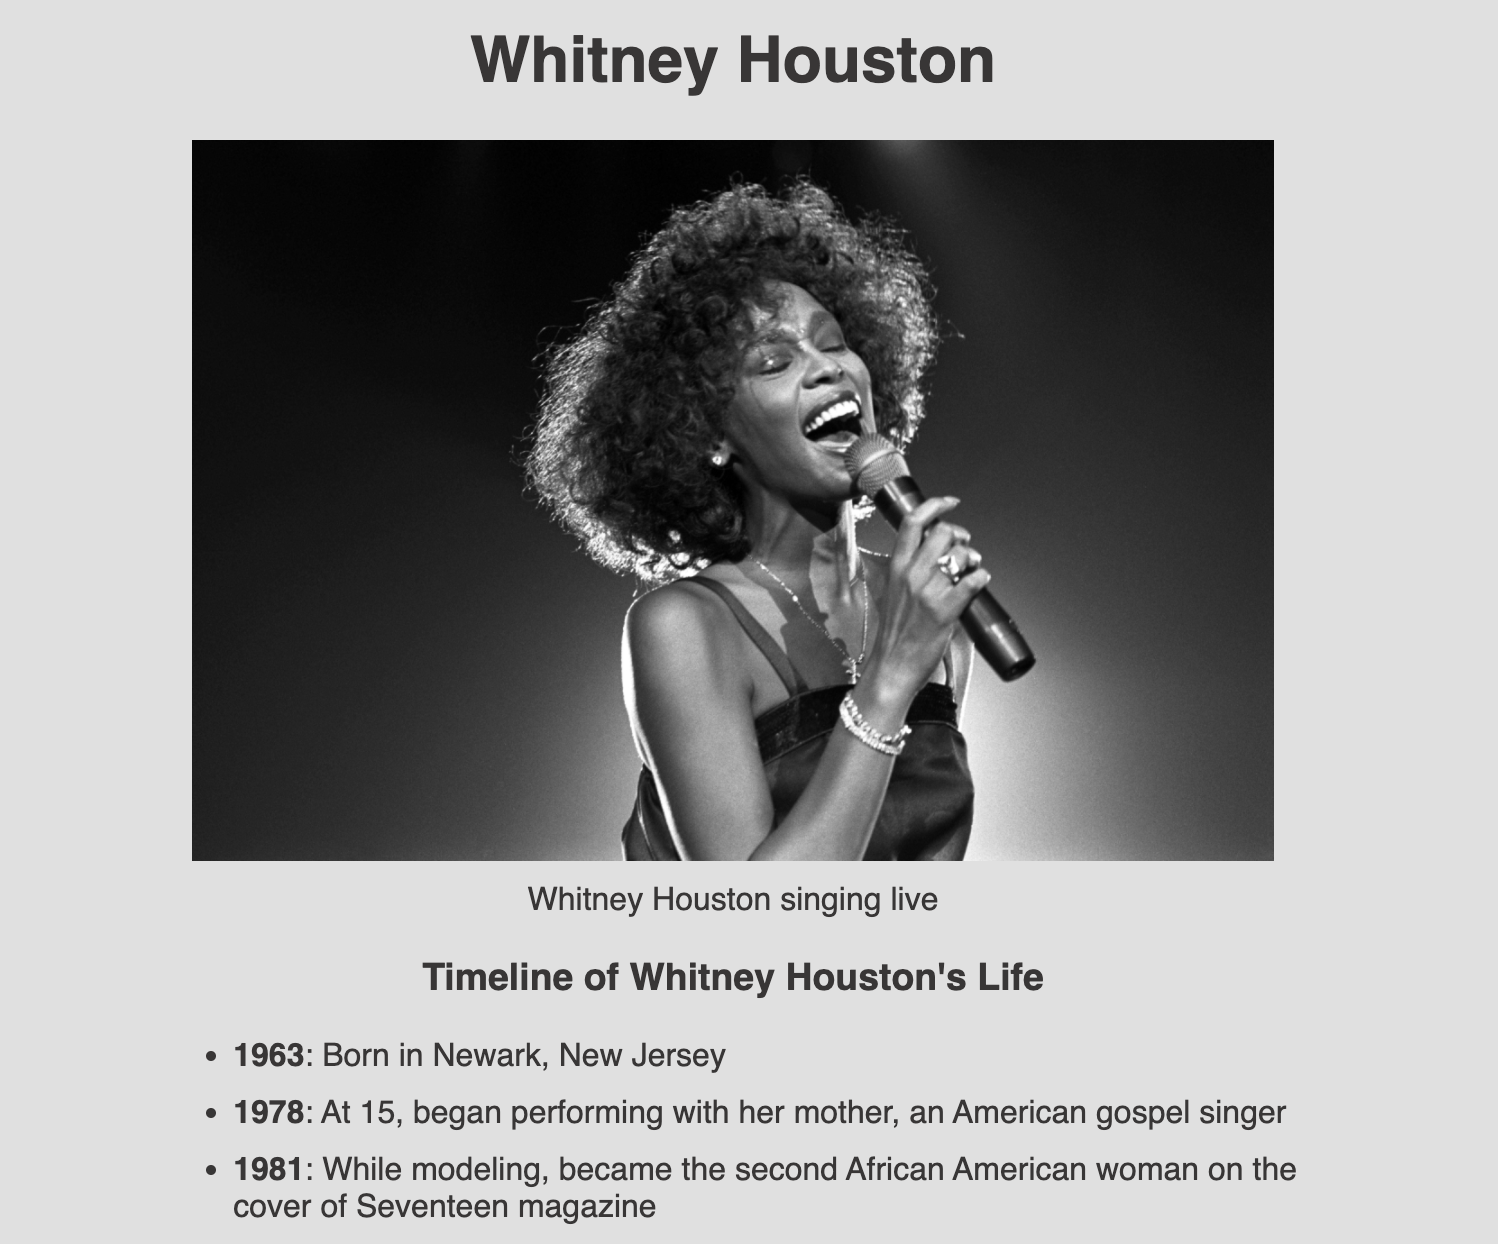 Whitney Houston
Whitney Houston singing live
Timeline of Whitney Houston's Life
• 1963: Born in Newark, New Jersey
• 1978: At 15, began performing with her mother, an American gospel singer
• 1981: While modeling, became the second African American woman on the
cover of Seventeen magazine